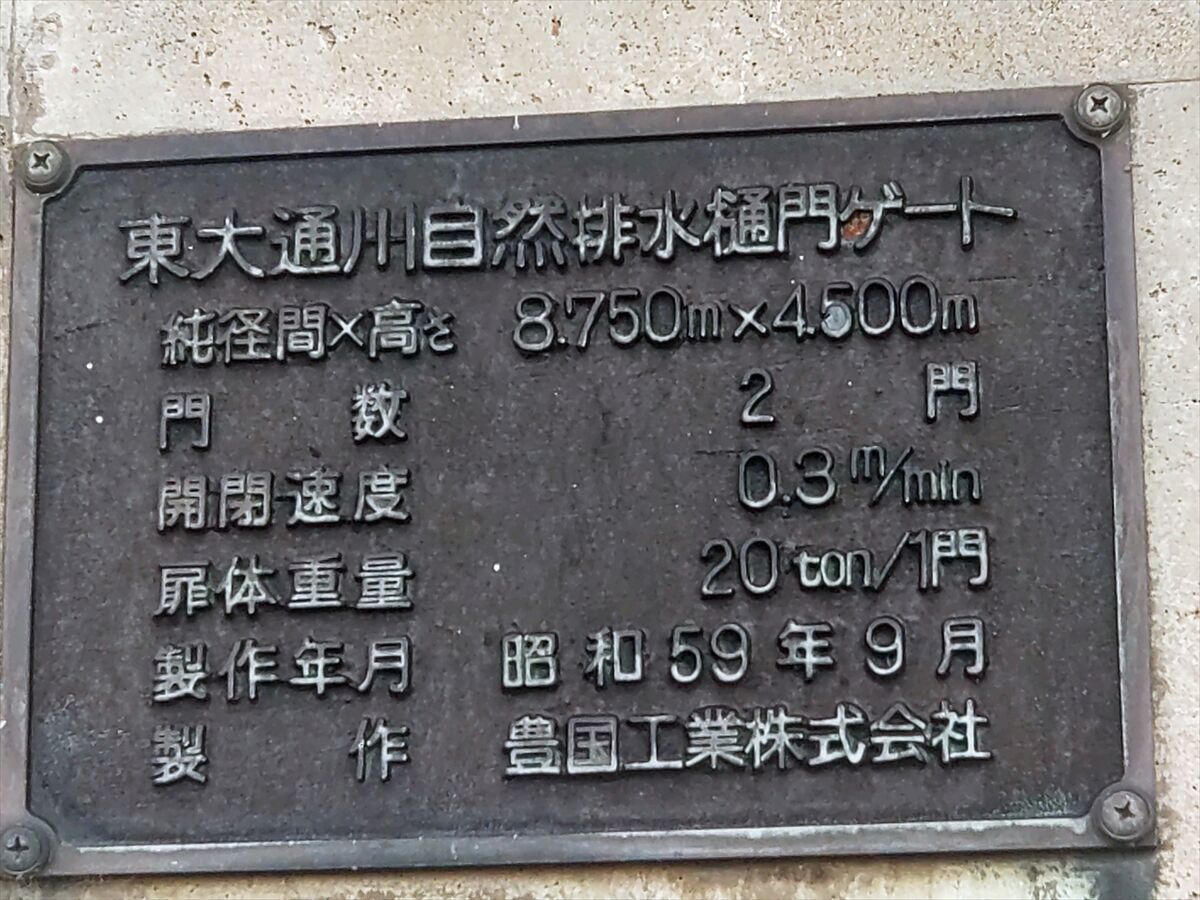 東大通川自然排水樋門ゲート
純径間×高さ 8.750m×4.500m
門数 2門
開閉速度 0.3m/min
扉体重量 20ton/1門
製作年月 昭和59年9月
製作 豊国工業株式会社